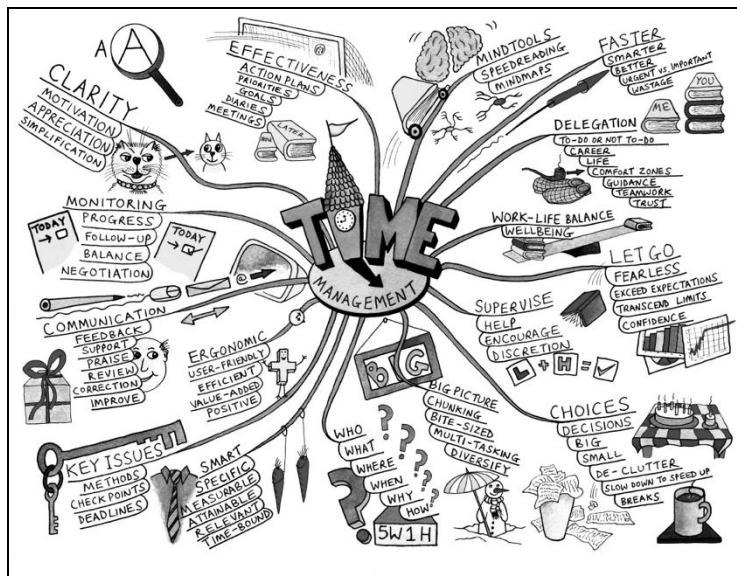 TIME
MANAGEMENT
A A
CLARITY
MOTIVATION
APPRECIATION
SIMPLIFICATION
EFFECTIVENESS
ACTION PLANS
PRIORITIES
GOALS
DIARIES
MEETINGS
NOW
LATER
@
MINDTOOLS
SPEEDREADING
MINDMAPS
FASTER
SMARTER
BETTER
URGENT VS. IMPORTANT
WASTAGE
ME
YOU
DELEGATION
TO-DO OR NOT TO-DO
CAREER
LIFE
COMFORT ZONES
GUIDANCE
TEAMWORK
TRUST
WORK-LIFE BALANCE
WELLBEING
LET GO
FEARLESS
EXCEED EXPECTATIONS
TRANSCEND LIMITS
CONFIDENCE
SUPERVISE
HELP
ENCOURAGE
DISCRETION
L + H = ✓
CHOICES
DECISIONS
BIG
SMALL
DE-CLUTTER
SLOW DOWN TO SPEED UP
BREAKS
BIG
BIG PICTURE
CHUNKING
BITE-SIZED
MULTI-TASKING
DIVERSIFY
WHO
WHAT
WHERE
WHEN
WHY
HOW
5W1H
SMART
SPECIFIC
MEASURABLE
ATTAINABLE
RELEVANT
TIME-BOUND
KEY ISSUES
METHODS
CHECK POINTS
DEADLINES
ERGONOMIC
USER-FRIENDLY
EFFICIENT
VALUE-ADDED
POSITIVE
COMMUNICATION
FEEDBACK
SUPPORT
PRAISE
REVIEW
CORRECTION
IMPROVE
@
MONITORING
PROGRESS
FOLLOW-UP
BALANCE
NEGOTIATION
TODAY
TODAY